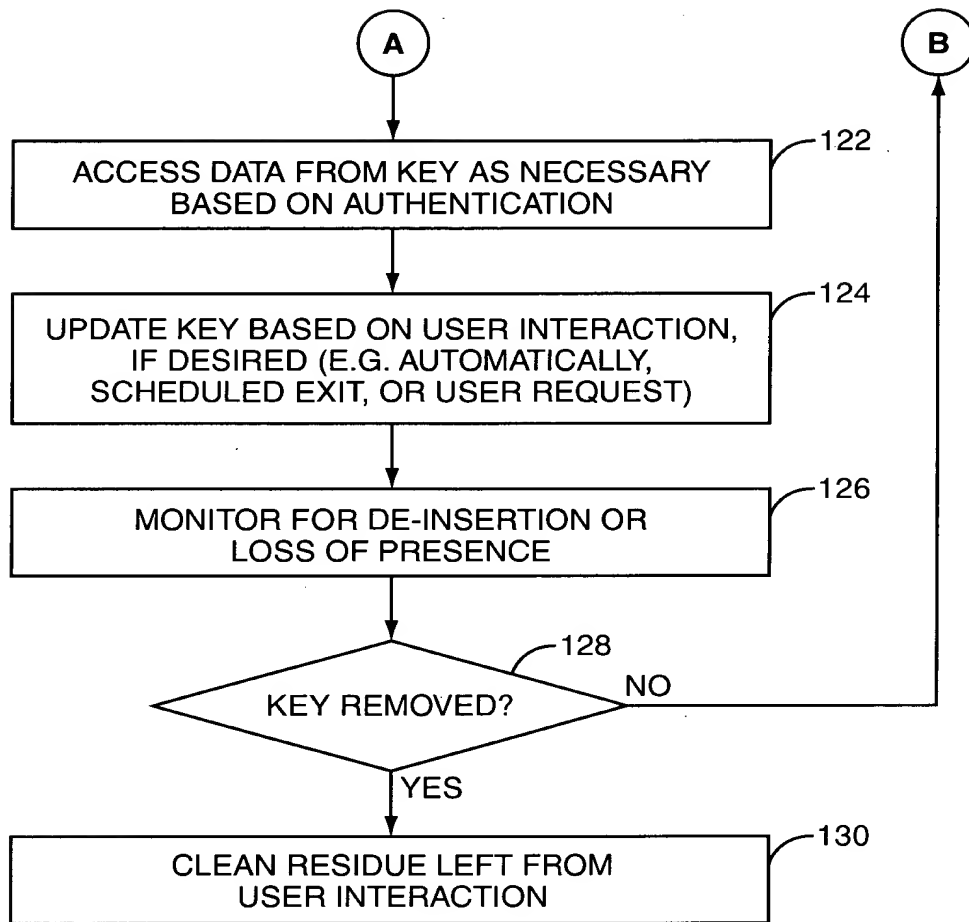 A
B
122
ACCESS DATA FROM KEY AS NECESSARY
BASED ON AUTHENTICATION
124
UPDATE KEY BASED ON USER INTERACTION,
IF DESIRED (E.G. AUTOMATICALLY,
SCHEDULED EXIT, OR USER REQUEST)
126
MONITOR FOR DE-INSERTION OR
LOSS OF PRESENCE
128
KEY REMOVED?
NO
YES
130
CLEAN RESIDUE LEFT FROM
USER INTERACTION